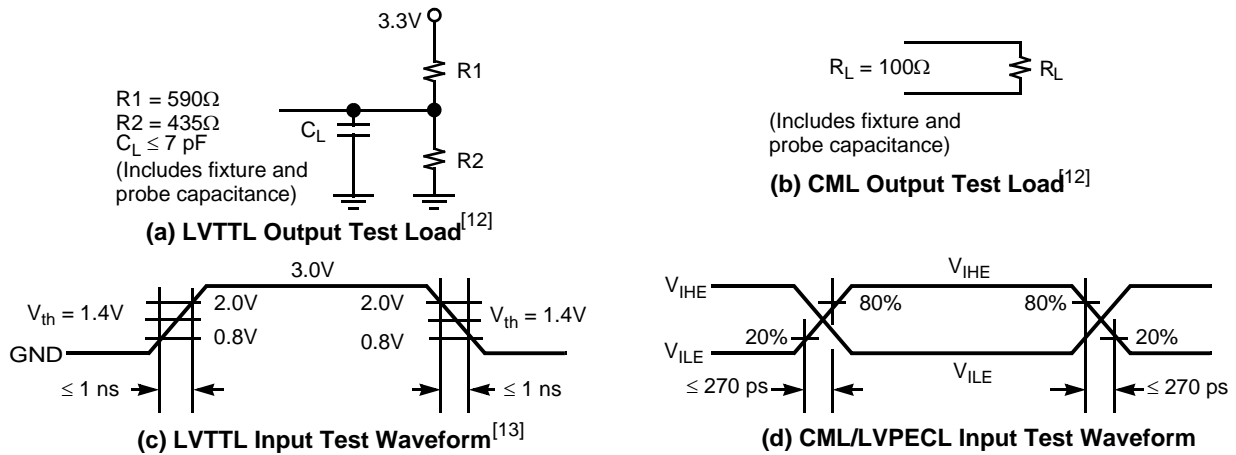 3.3V
R1
R1 = 590Ω
R2 = 435Ω
C_L ≤ 7 pF
(Includes fixture and
probe capacitance)
C_L
R2
(a) LVTTL Output Test Load[12]
R_L = 100Ω
R_L
(Includes fixture and
probe capacitance)
(b) CML Output Test Load[12]
3.0V
V_th = 1.4V
2.0V
0.8V
2.0V
0.8V
V_th = 1.4V
GND
≤ 1 ns
≤ 1 ns
(c) LVTTL Input Test Waveform[13]
V_IHE
V_IHE
80%
80%
20%
20%
V_ILE
V_ILE
≤ 270 ps
≤ 270 ps
(d) CML/LVPECL Input Test Waveform